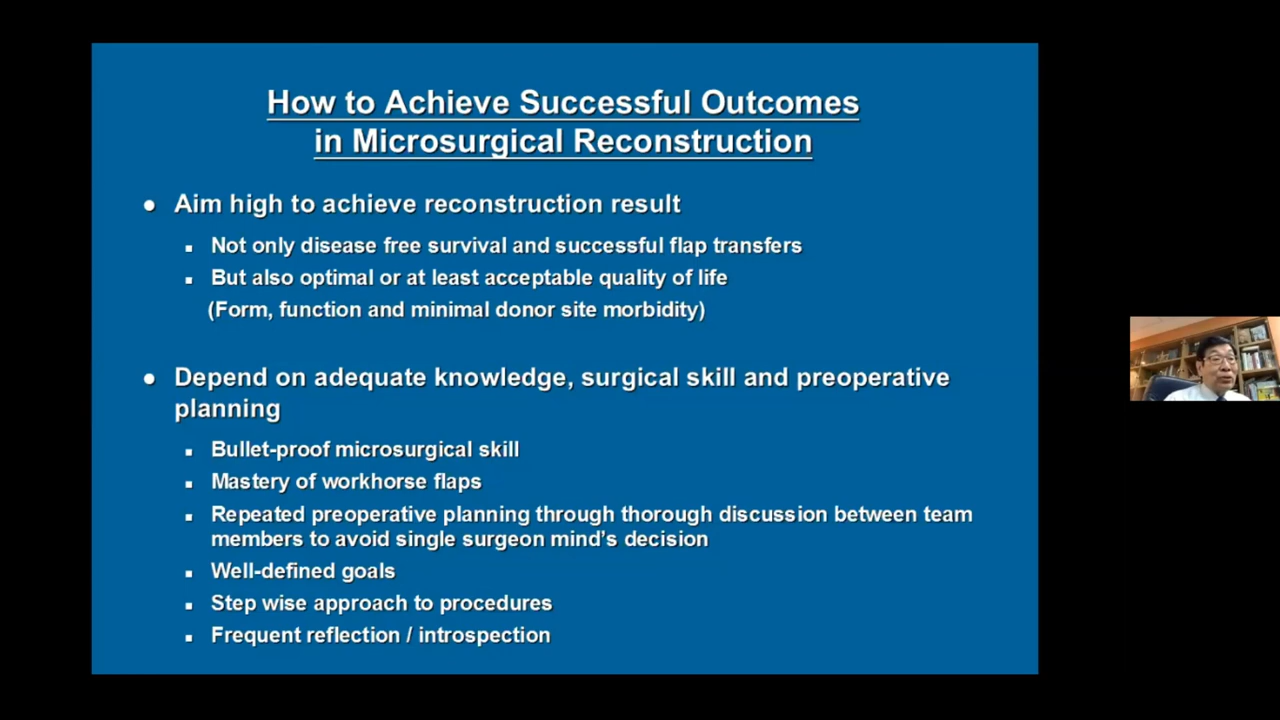 How to Achieve Successful Outcomes
in Microsurgical Reconstruction
● Aim high to achieve reconstruction result
▪ Not only disease free survival and successful flap transfers
▪ But also optimal or at least acceptable quality of life
(Form, function and minimal donor site morbidity)
● Depend on adequate knowledge, surgical skill and preoperative
planning
▪ Bullet-proof microsurgical skill
▪ Mastery of workhorse flaps
▪ Repeated preoperative planning through thorough discussion between team
members to avoid single surgeon mind’s decision
▪ Well-defined goals
▪ Step wise approach to procedures
▪ Frequent reflection / introspection